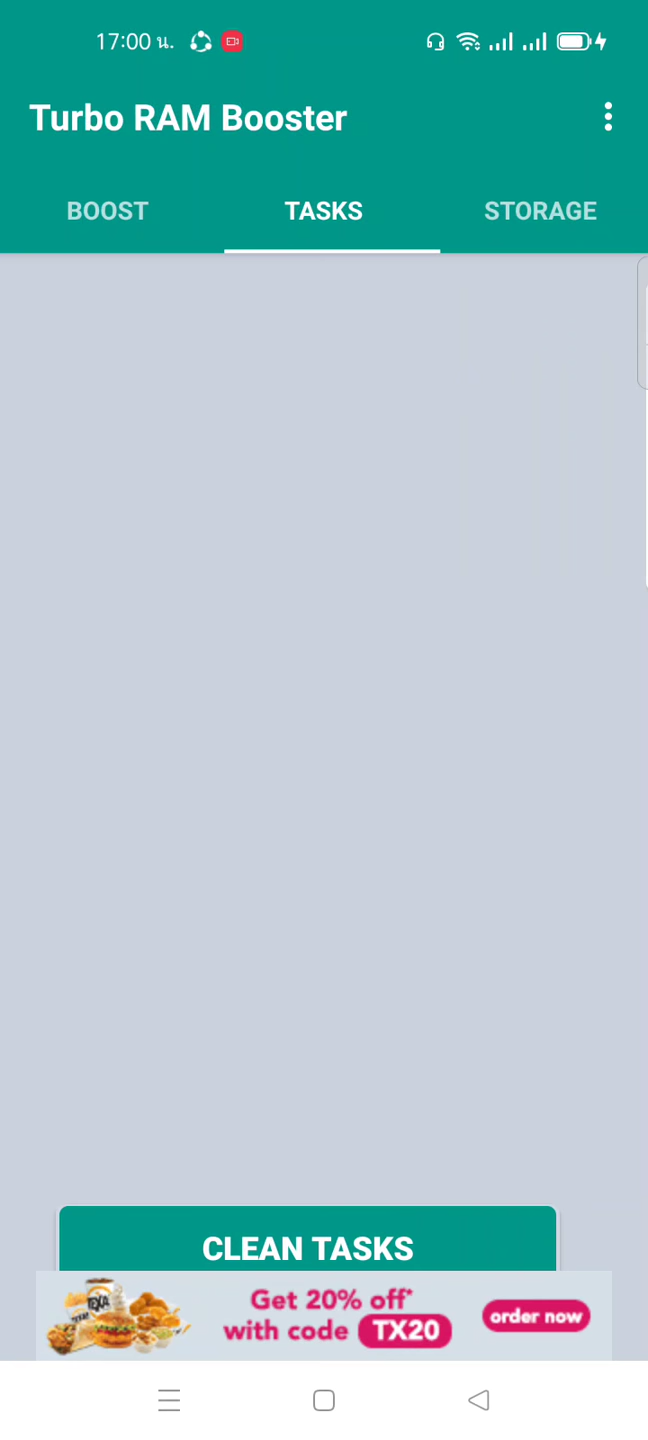 17:00 น.
Turbo RAM Booster
BOOST TASKS STORAGE
CLEAN TASKS
TEXA
Get 20% off*
with code TX20
order now